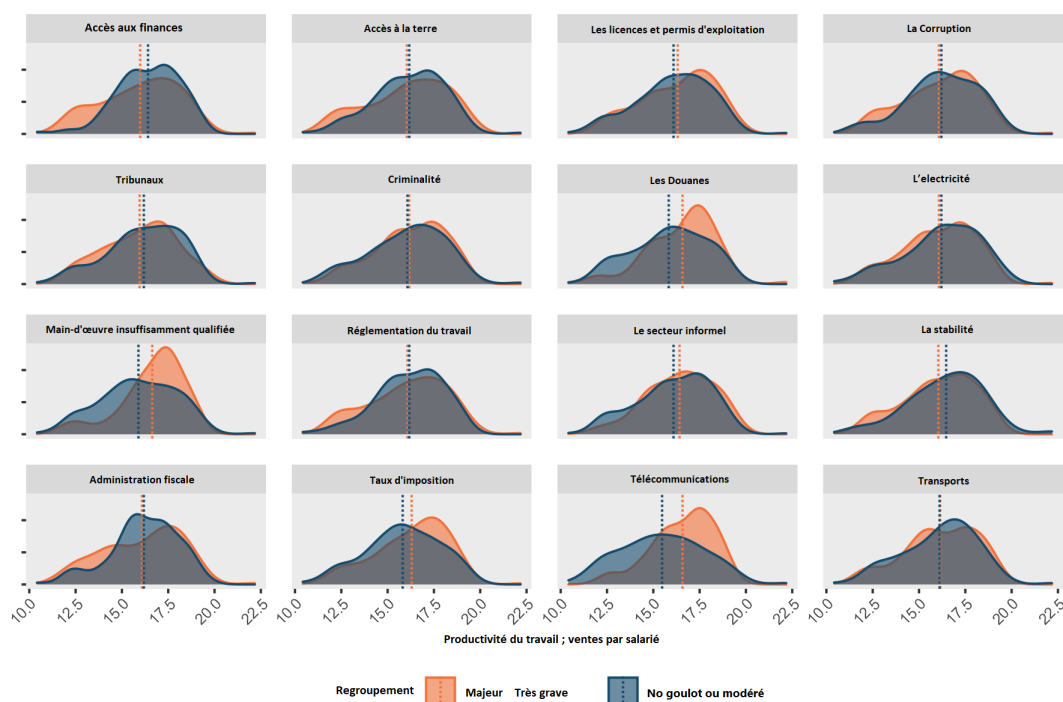 Accès aux finances
Accès à la terre
Les licences et permis d'exploitation
La Corruption
Tribunaux
Criminalité
Les Douanes
L'electricité
Main-d'œuvre insuffisamment qualifiée
Réglementation du travail
Le secteur informel
La stabilité
Administration fiscale
Taux d'imposition
Télécommunications
Transports
10.0 12.5 15.0 17.5 20.0 22.5 10.0 12.5 15.0 17.5 20.0 22.5 10.0 12.5 15.0 17.5 20.0 22.5 10.0 12.5 15.0 17.5 20.0 22.5
Productivité du travail ; ventes par salarié
Regroupement Majeur Très grave No goulot ou modéré